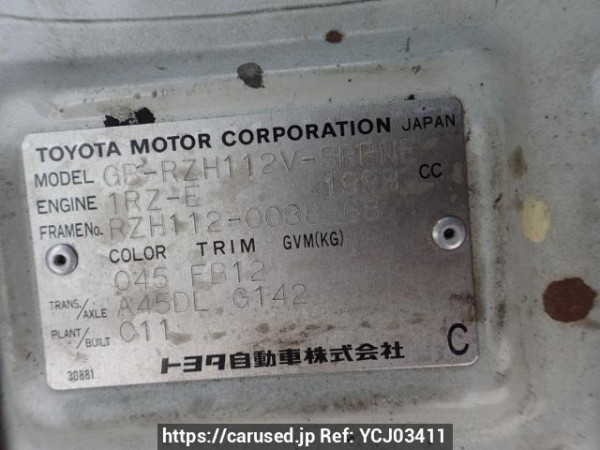 TOYOTA MOTOR CORPORATION JAPAN
MODEL GE-RZH112V-
ENGINE 1RZ-E 1998 CC
FRAME No. RZH112-
COLOR TRIM GVM(KG)
045 FB12
TRANS./AXLE A45DL G142
PLANT/BUILT C11
トヨタ自動車株式会社 C
30881
https://carused.jp Ref: YCJ03411